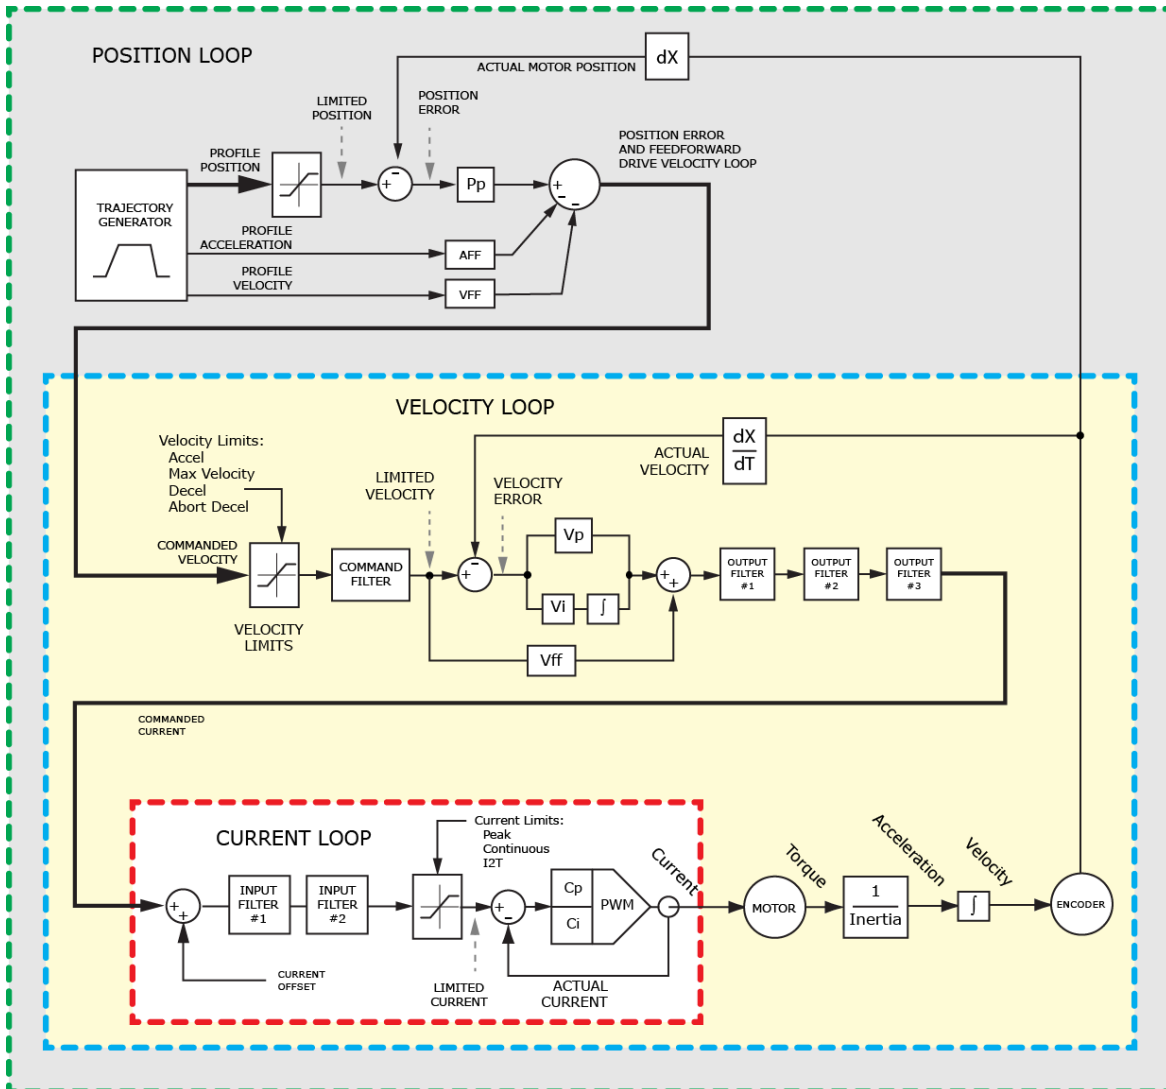 POSITION LOOP
dX
ACTUAL MOTOR POSITION
LIMITED
POSITION
POSITION
ERROR
POSITION ERROR
AND FEEDFORWARD
DRIVE VELOCITY LOOP
PROFILE
POSITION
+
-
Pp
+
-
-
TRAJECTORY
GENERATOR
PROFILE
ACCELERATION
AFF
PROFILE
VELOCITY
VFF
VELOCITY LOOP
dX
dT
ACTUAL
VELOCITY
Velocity Limits:
Accel
Max Velocity
Decel
Abort Decel
LIMITED
VELOCITY
VELOCITY
ERROR
COMMANDED
VELOCITY
COMMAND
FILTER
+
-
Vp
Vi
∫
+
+
OUTPUT
FILTER
#1
OUTPUT
FILTER
#2
OUTPUT
FILTER
#3
VELOCITY
LIMITS
Vff
COMMANDED
CURRENT
CURRENT LOOP
Current Limits:
Peak
Continuous
I2T
Current
Torque
Acceleration
Velocity
+
+
INPUT
FILTER
#1
INPUT
FILTER
#2
+
-
Cp
Ci
PWM
MOTOR
1
Inertia
∫
ENCODER
CURRENT
OFFSET
LIMITED
CURRENT
ACTUAL
CURRENT